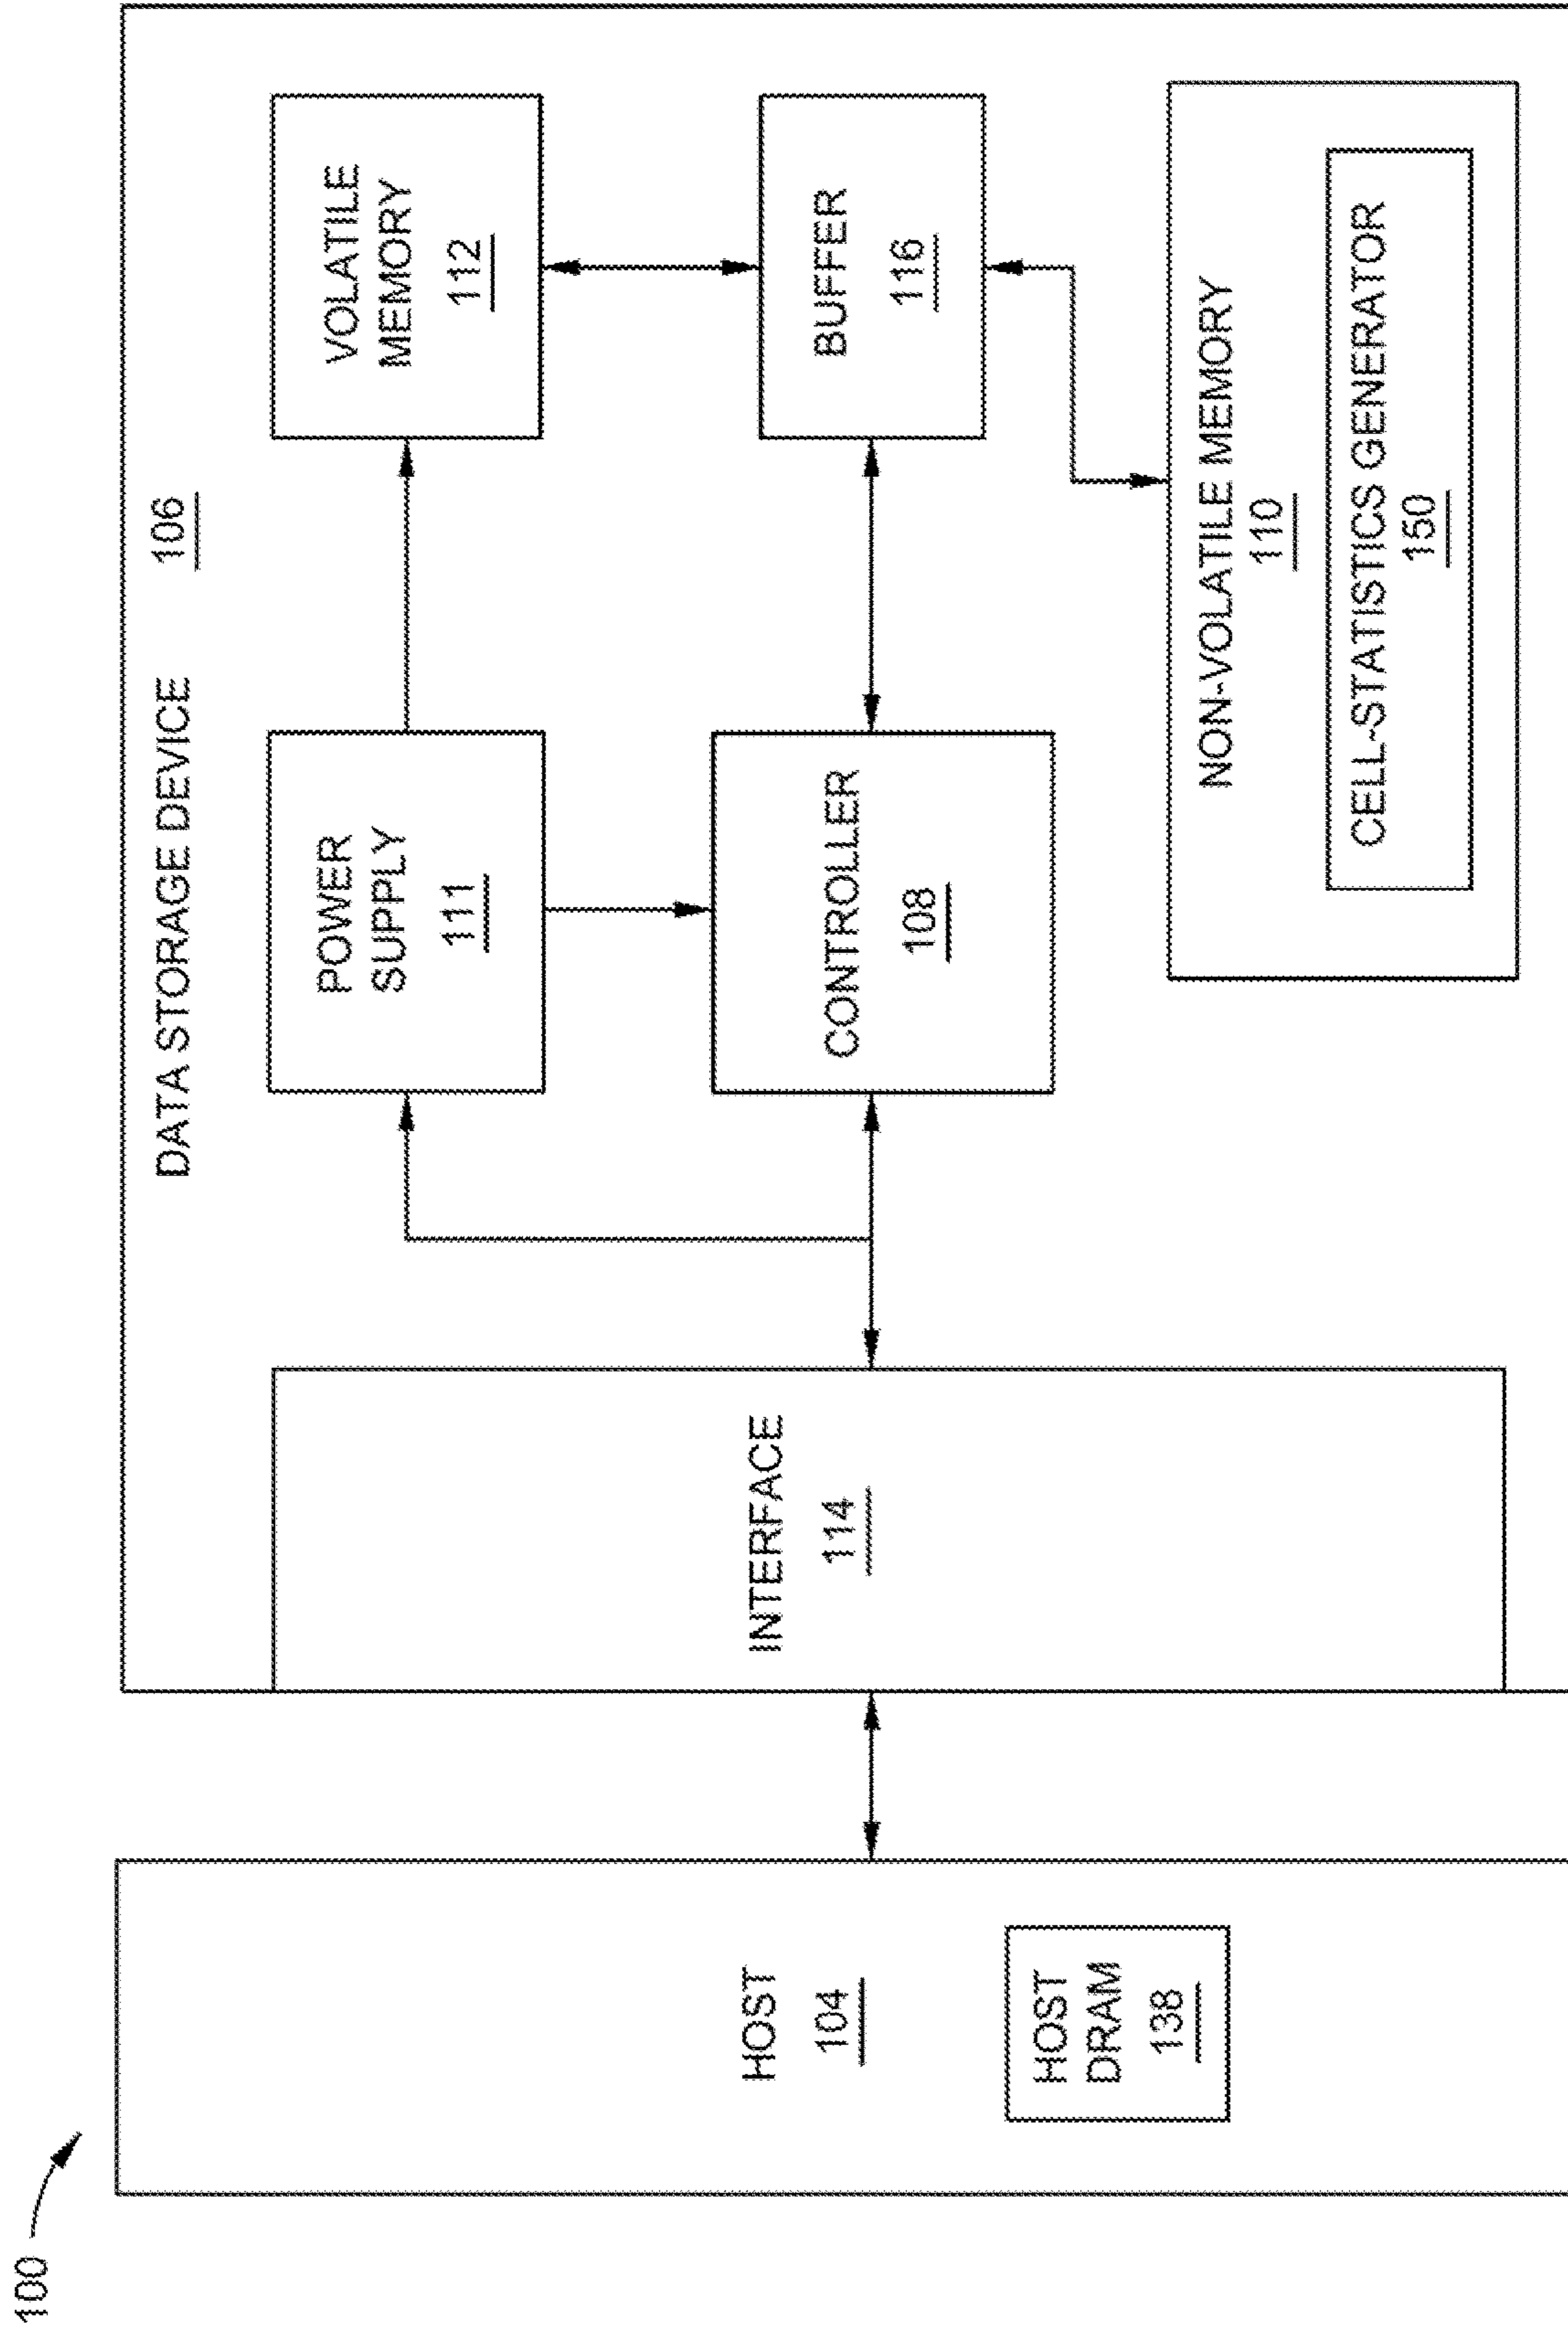 100
HOST
104
HOST
DRAM
138
DATA STORAGE DEVICE 106
INTERFACE
114
POWER
SUPPLY
111
VOLATILE
MEMORY
112
CONTROLLER
108
BUFFER
116
NON-VOLATILE MEMORY
110
CELL-STATISTICS GENERATOR
150